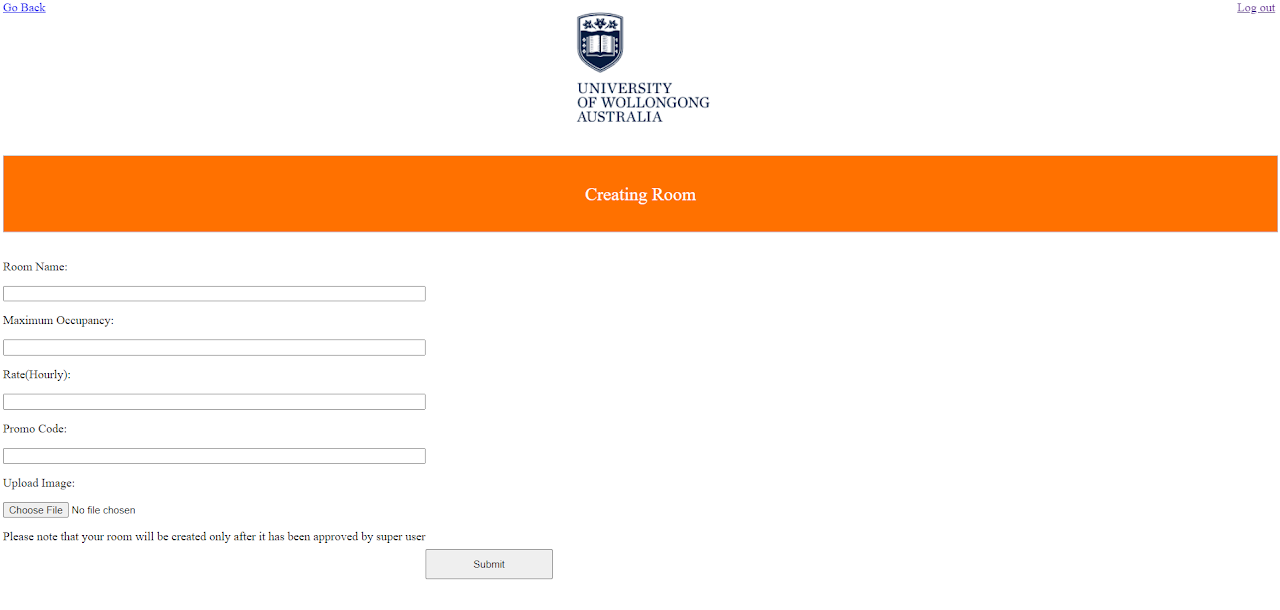 Go Back
Log out
UNIVERSITY
OF WOLLONGONG
AUSTRALIA
Creating Room
Room Name:
Maximum Occupancy:
Rate(Hourly):
Promo Code:
Upload Image:
Choose File No file chosen
Please note that your room will be created only after it has been approved by super user
Submit